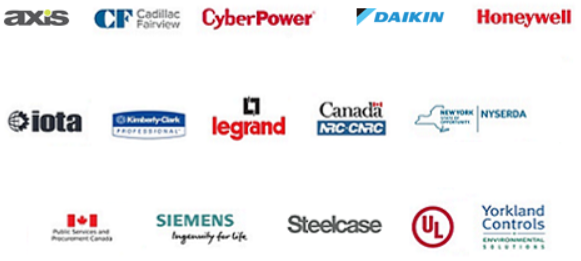 axis
CF Cadillac Fairview
CyberPower®
DAIKIN
Honeywell
iota
Kimberly-Clark
PROFESSIONAL
legrand
Canada
NRC·CNRC
NEW YORK
STATE OF
OPPORTUNITY
NYSERDA
Public Services and
Procurement Canada
SIEMENS
Ingenuity for life
Steelcase
UL
Yorkland
Controls
ENVIRONMENTAL
SOLUTIONS